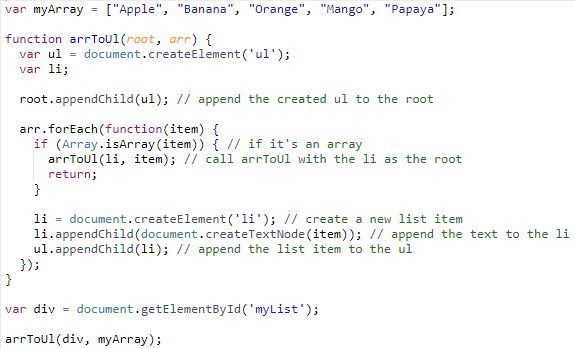 var myArray = ["Apple", "Banana", "Orange", "Mango", "Papaya"];
function arrToUl(root, arr) {
var ul = document.createElement('ul');
var li;
root.appendChild(ul); // append the created ul to the root
arr.forEach(function(item) {
if (Array.isArray(item)) { // if it's an array
arrToUl(li, item); // call arrToUl with the li as the root
return;
}
li = document.createElement('li'); // create a new list item
li.appendChild(document.createTextNode(item)); // append the text to the li
ul.appendChild(li); // append the list item to the ul
});
}
var div = document.getElementById('myList');
arrToUl(div, myArray);